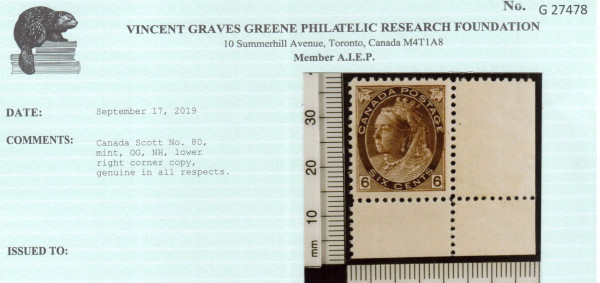 No. G 27478
VINCENT GRAVES GREENE PHILATELIC RESEARCH FOUNDATION
10 Summerhill Avenue, Toronto, Canada M4T1A8
Member A.I.E.P.
DATE: September 17, 2019
COMMENTS: Canada Scott No. 80,
mint, OG, NH, lower
right corner copy,
genuine in all respects.
ISSUED TO:
CANADA POSTAGE
6 SIX CENTS 6
30
20
10
mm 0